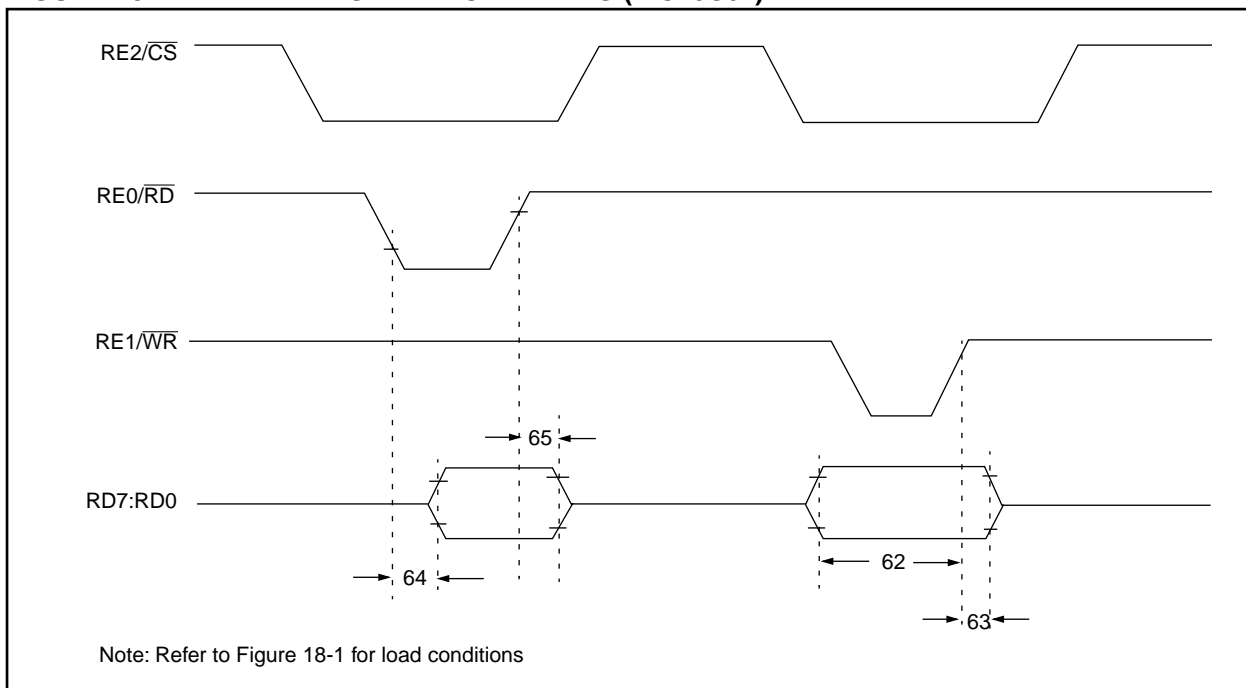 RE2/CS
RE0/RD
RE1/WR
65
RD7:RD0
62
64
63
Note: Refer to Figure 18-1 for load conditions